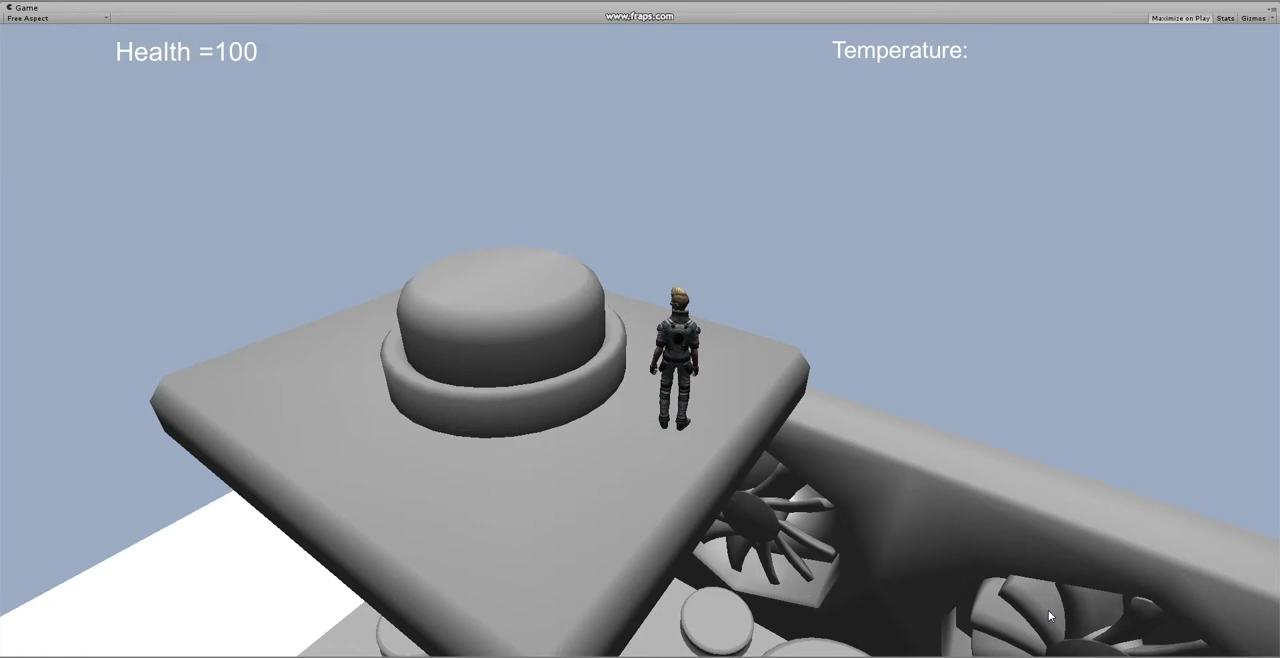 Game
Free Aspect
www.fraps.com
Maximize on Play
Stats
Gizmos
Health =100
Temperature: